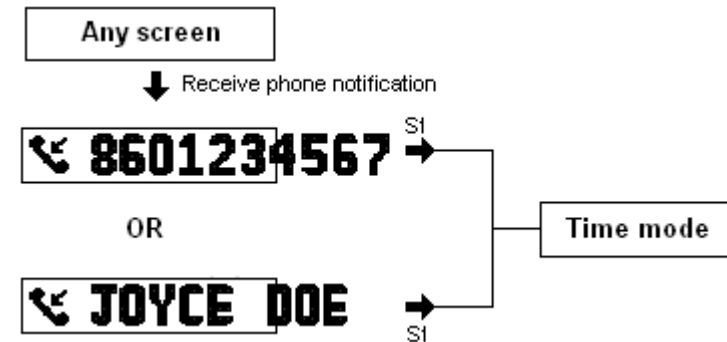 Any screen
Receive phone notification
8601234567
S1
OR
Time mode
JOYCE DOE
S1